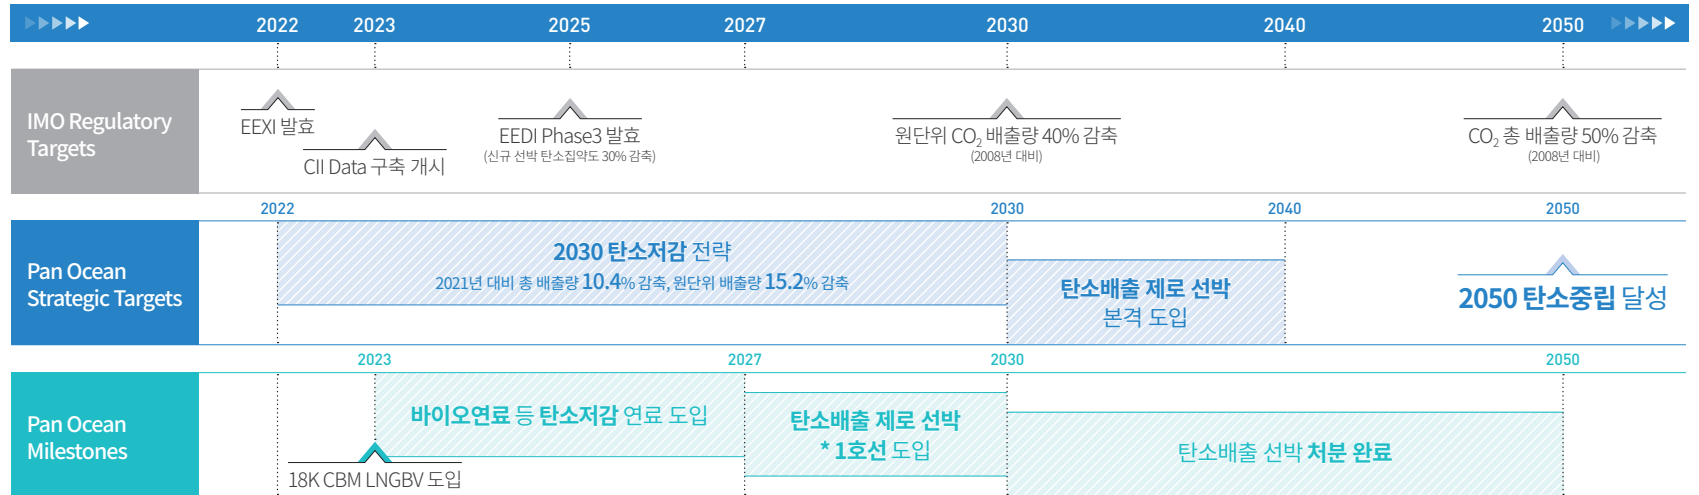 2022 2023 2025 2027 2030 2040 2050
IMO Regulatory
Targets
EEXI 발효
CII Data 구축 개시
EEDI Phase3 발효
(신규 선박 탄소집약도 30% 감축)
원단위 CO₂ 배출량 40% 감축
(2008년 대비)
CO₂ 총 배출량 50% 감축
(2008년 대비)
2022 2030 2040 2050
Pan Ocean
Strategic Targets
2030 탄소저감 전략
2021년 대비 총 배출량 10.4% 감축, 원단위 배출량 15.2% 감축
탄소배출 제로 선박
본격 도입
2050 탄소중립 달성
2023 2027 2030 2050
Pan Ocean
Milestones
바이오연료 등 탄소저감 연료 도입
18K CBM LNGBV 도입
탄소배출 제로 선박
* 1호선 도입
탄소배출 선박 처분 완료